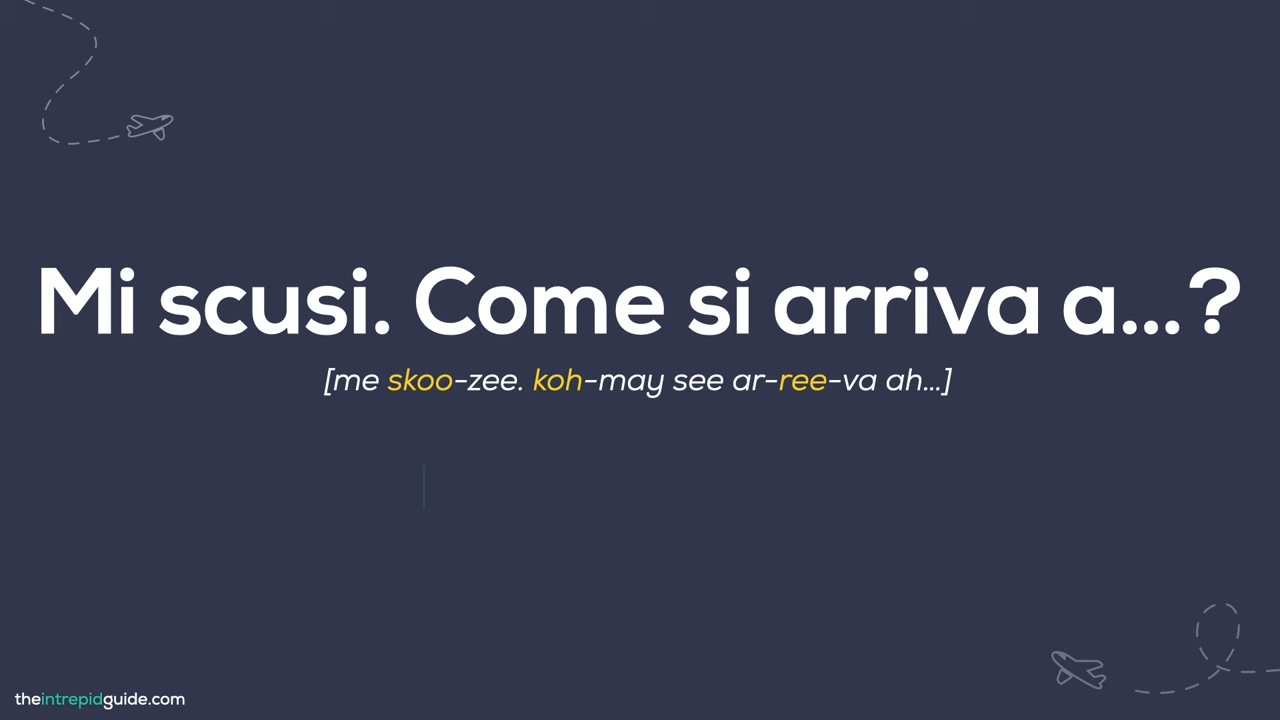 Mi scusi. Come si arriva a...?
[me skoo-zee. koh-may see ar-ree-va ah...]
theintrepidguide.com